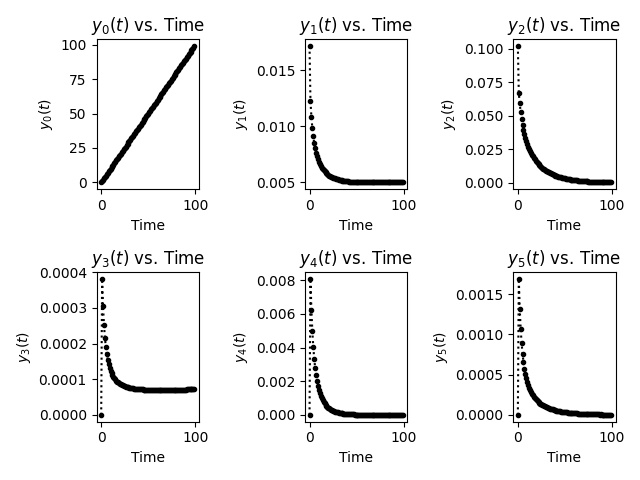 y₀(t) vs. Time
y₀(t)
100
75
50
25
0
0
100
Time
y₁(t) vs. Time
y₁(t)
0.015
0.010
0.005
0
100
Time
y₂(t) vs. Time
y₂(t)
0.100
0.075
0.050
0.025
0.000
0
100
Time
y₃(t) vs. Time
y₃(t)
0.0004
0.0003
0.0002
0.0001
0.0000
0
100
Time
y₄(t) vs. Time
y₄(t)
0.008
0.006
0.004
0.002
0.000
0
100
Time
y₅(t) vs. Time
y₅(t)
0.0015
0.0010
0.0005
0.0000
0
100
Time